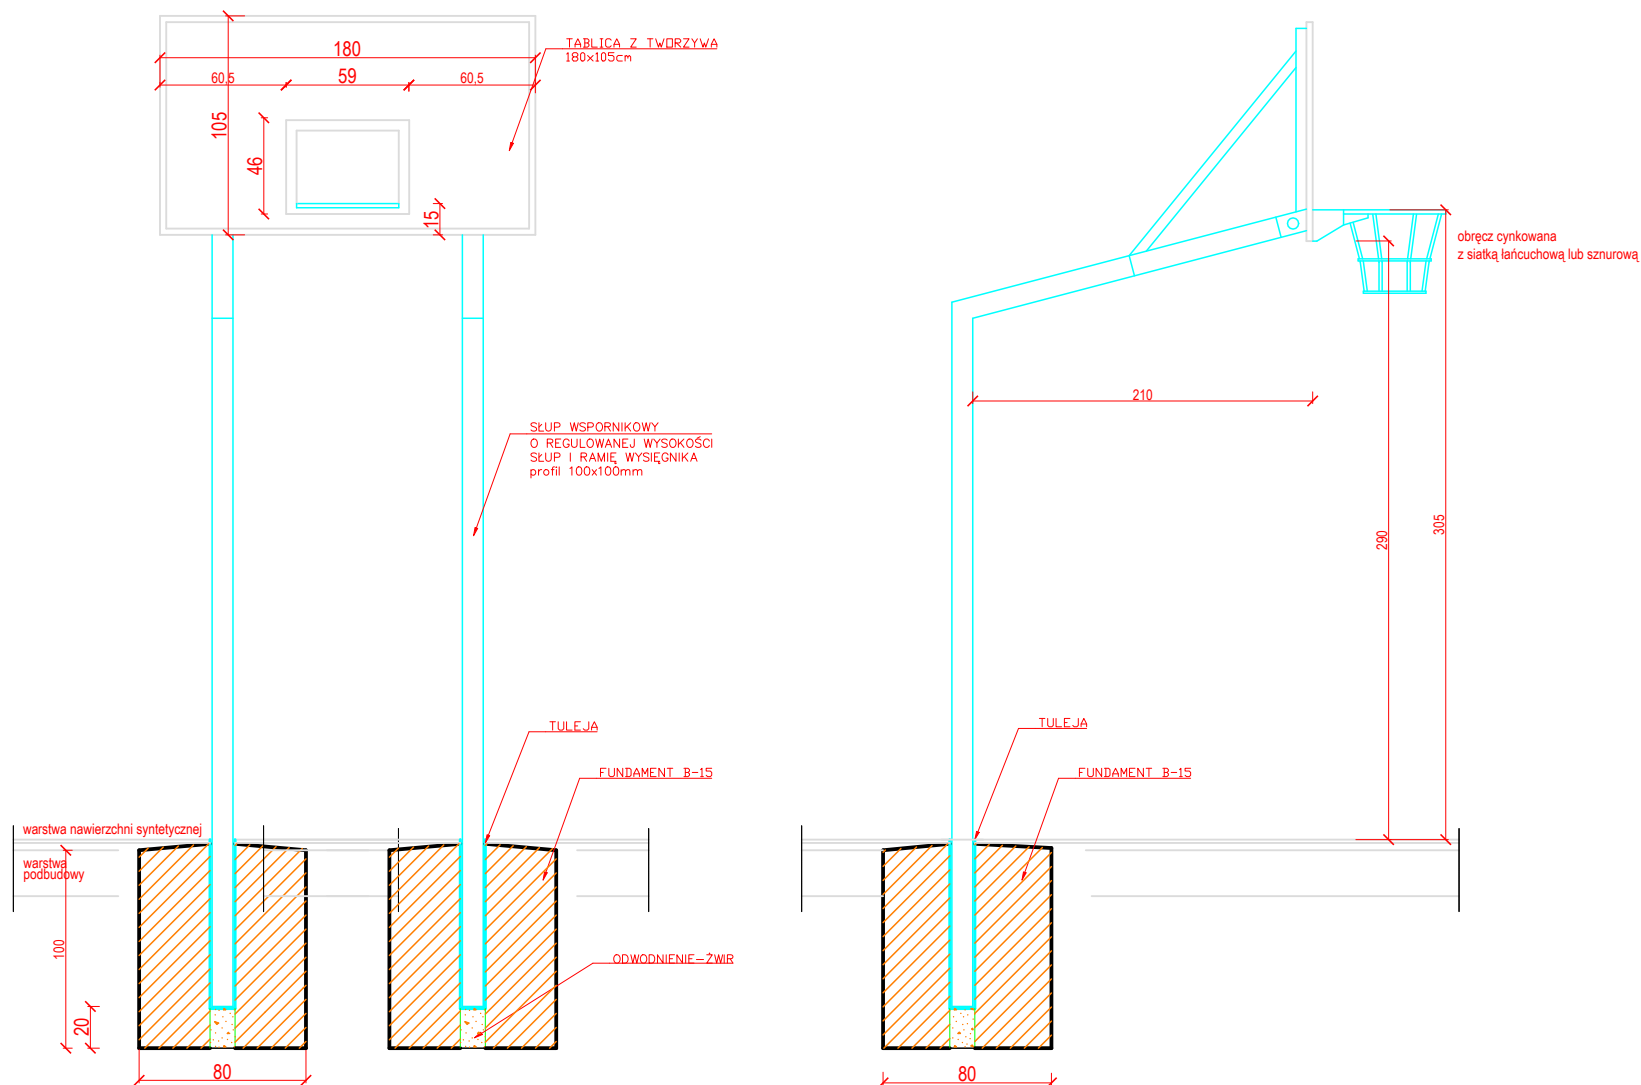 TABLICA Z TWORZYWA
180x105cm
180
60,5
59
60,5
105
46
15
obręcz cynkowana
z siatką łańcuchową lub sznurową
210
SŁUP WSPORNIKOWY
O REGULOWANEJ WYSOKOŚCI
SŁUP I RAMIĘ WYSIĘGNIKA
profil 100x100mm
290
305
TULEJA
TULEJA
FUNDAMENT B-15
FUNDAMENT B-15
warstwa nawierzchni syntetycznej
warstwa
podbudowy
100
ODWODNIENIE-ŻWIR
20
80
80